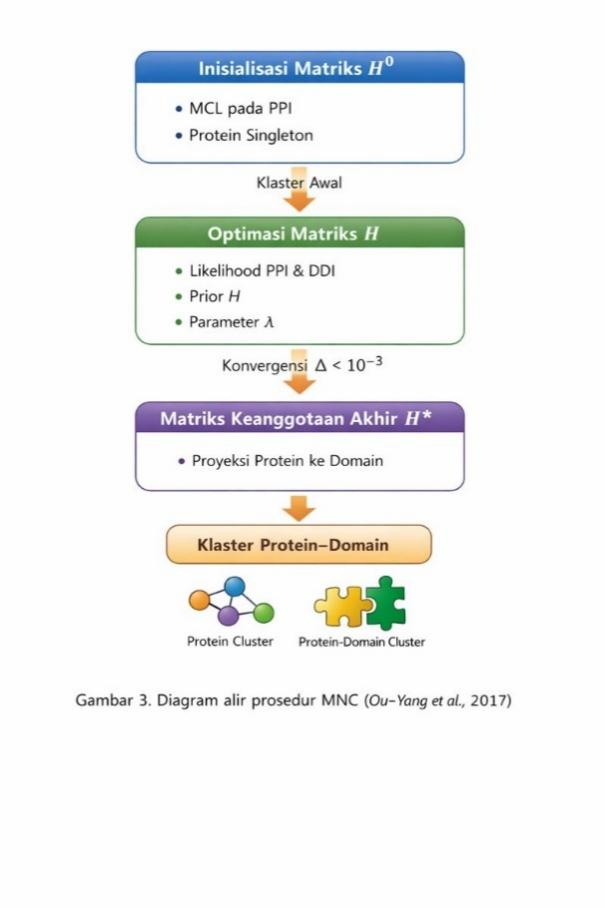 Inisialisasi Matriks H⁰
• MCL pada PPI
• Protein Singleton
Klaster Awal
Optimasi Matriks H
• Likelihood PPI & DDI
• Prior H
• Parameter λ
Konvergensi Δ < 10⁻³
Matriks Keanggotaan Akhir H*
• Proyeksi Protein ke Domain
Klaster Protein–Domain
Protein Cluster
Protein-Domain Cluster
Gambar 3. Diagram alir prosedur MNC (Ou-Yang et al., 2017)